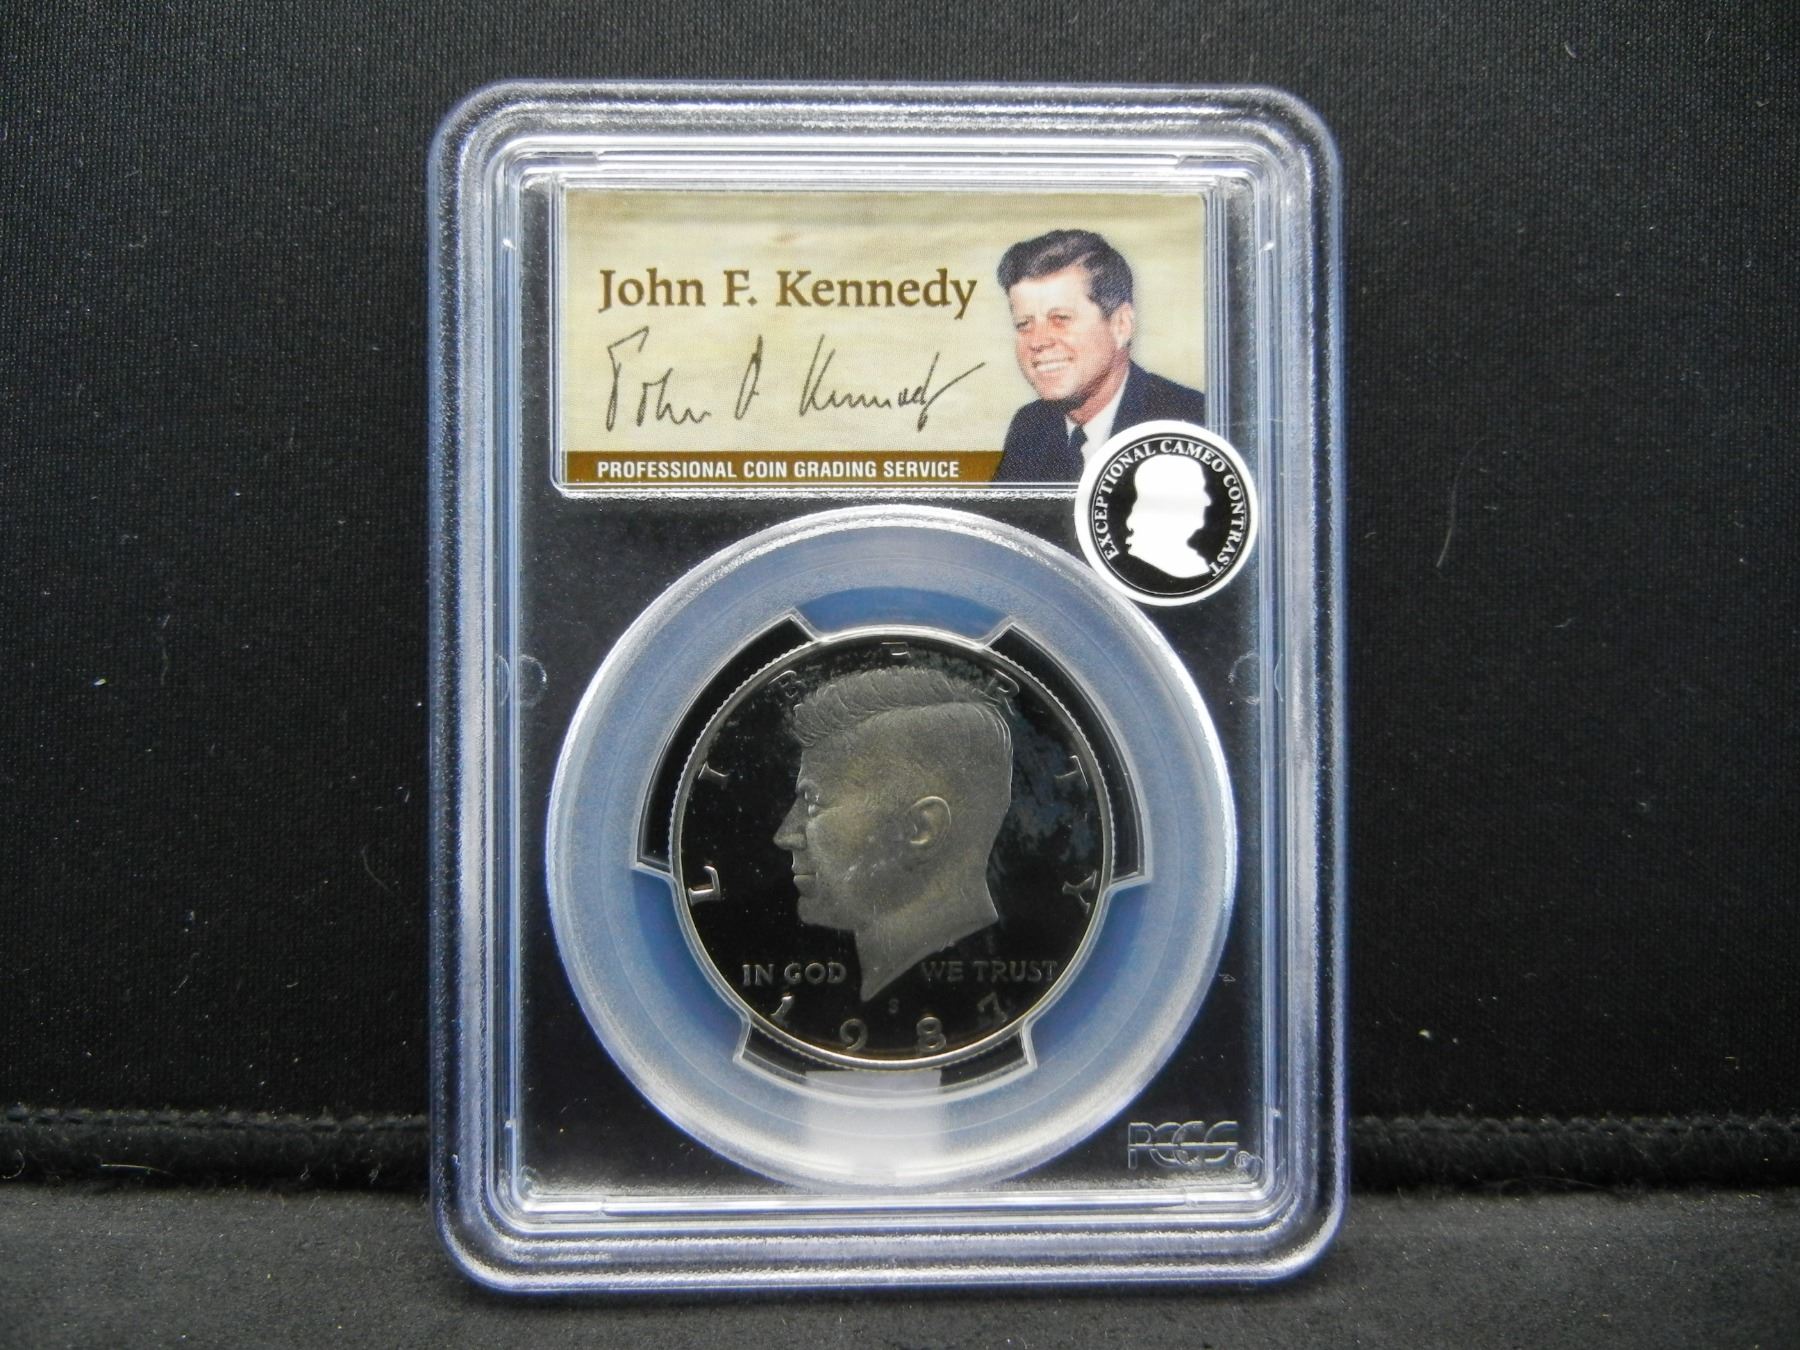 John F. Kennedy
John F Kennedy
PROFESSIONAL COIN GRADING SERVICE
EXCEPTIONAL CAMEO CONTRAST
LIBERTY
IN GOD WE TRUST
S
1987
PCGS®